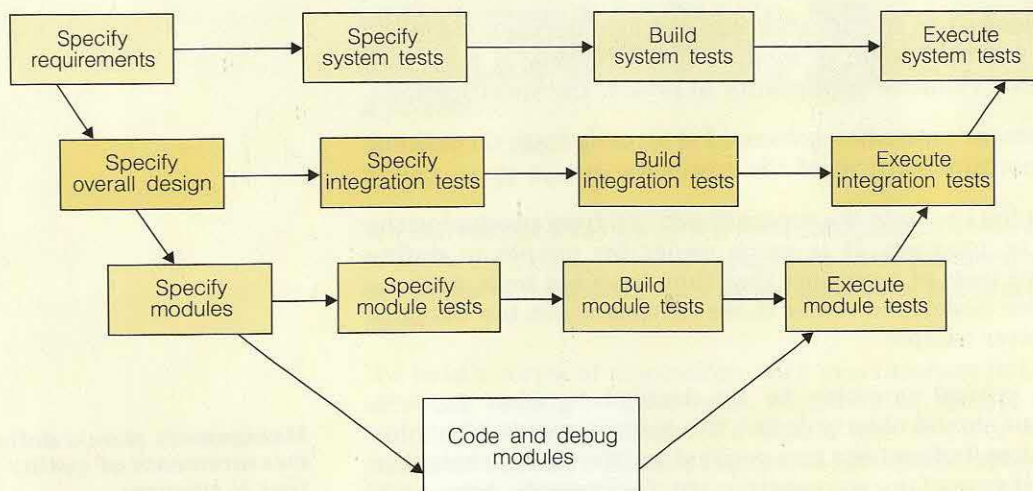 Specify
requirements
Specify
system tests
Build
system tests
Execute
system tests
Specify
overall design
Specify
integration tests
Build
integration tests
Execute
integration tests
Specify
modules
Specify
module tests
Build
module tests
Execute
module tests
Code and debug
modules